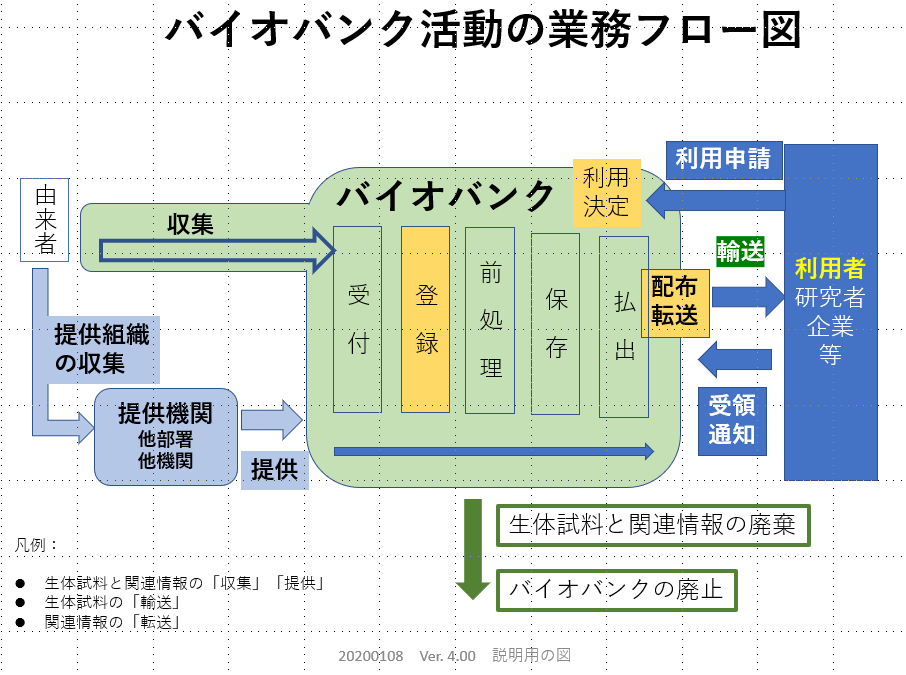 バイオバンク活動の業務フロー図
利用申請
由
来
者
バイオバンク
利用
決定
収集
受
付
登
録
前
処
理
保
存
払
出
配布
転送
輸送
利用者
研究者
企業
等
提供組織
の収集
提供機関
他部署
他機関
提供
受領
通知
生体試料と関連情報の廃棄
バイオバンクの廃止
凡例：
● 生体試料と関連情報の「収集」「提供」
● 生体試料の「輸送」
● 関連情報の「転送」
20200108 Ver. 4.00 説明用の図